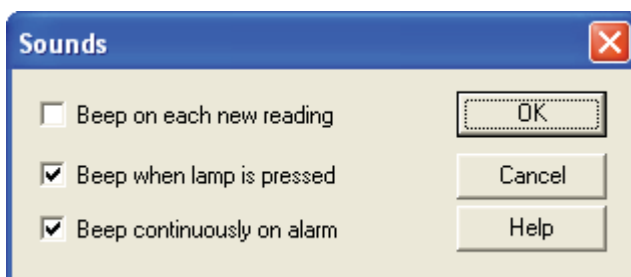 Sounds
Beep on each new reading
OK
Beep when lamp is pressed
Cancel
Beep continuously on alarm
Help